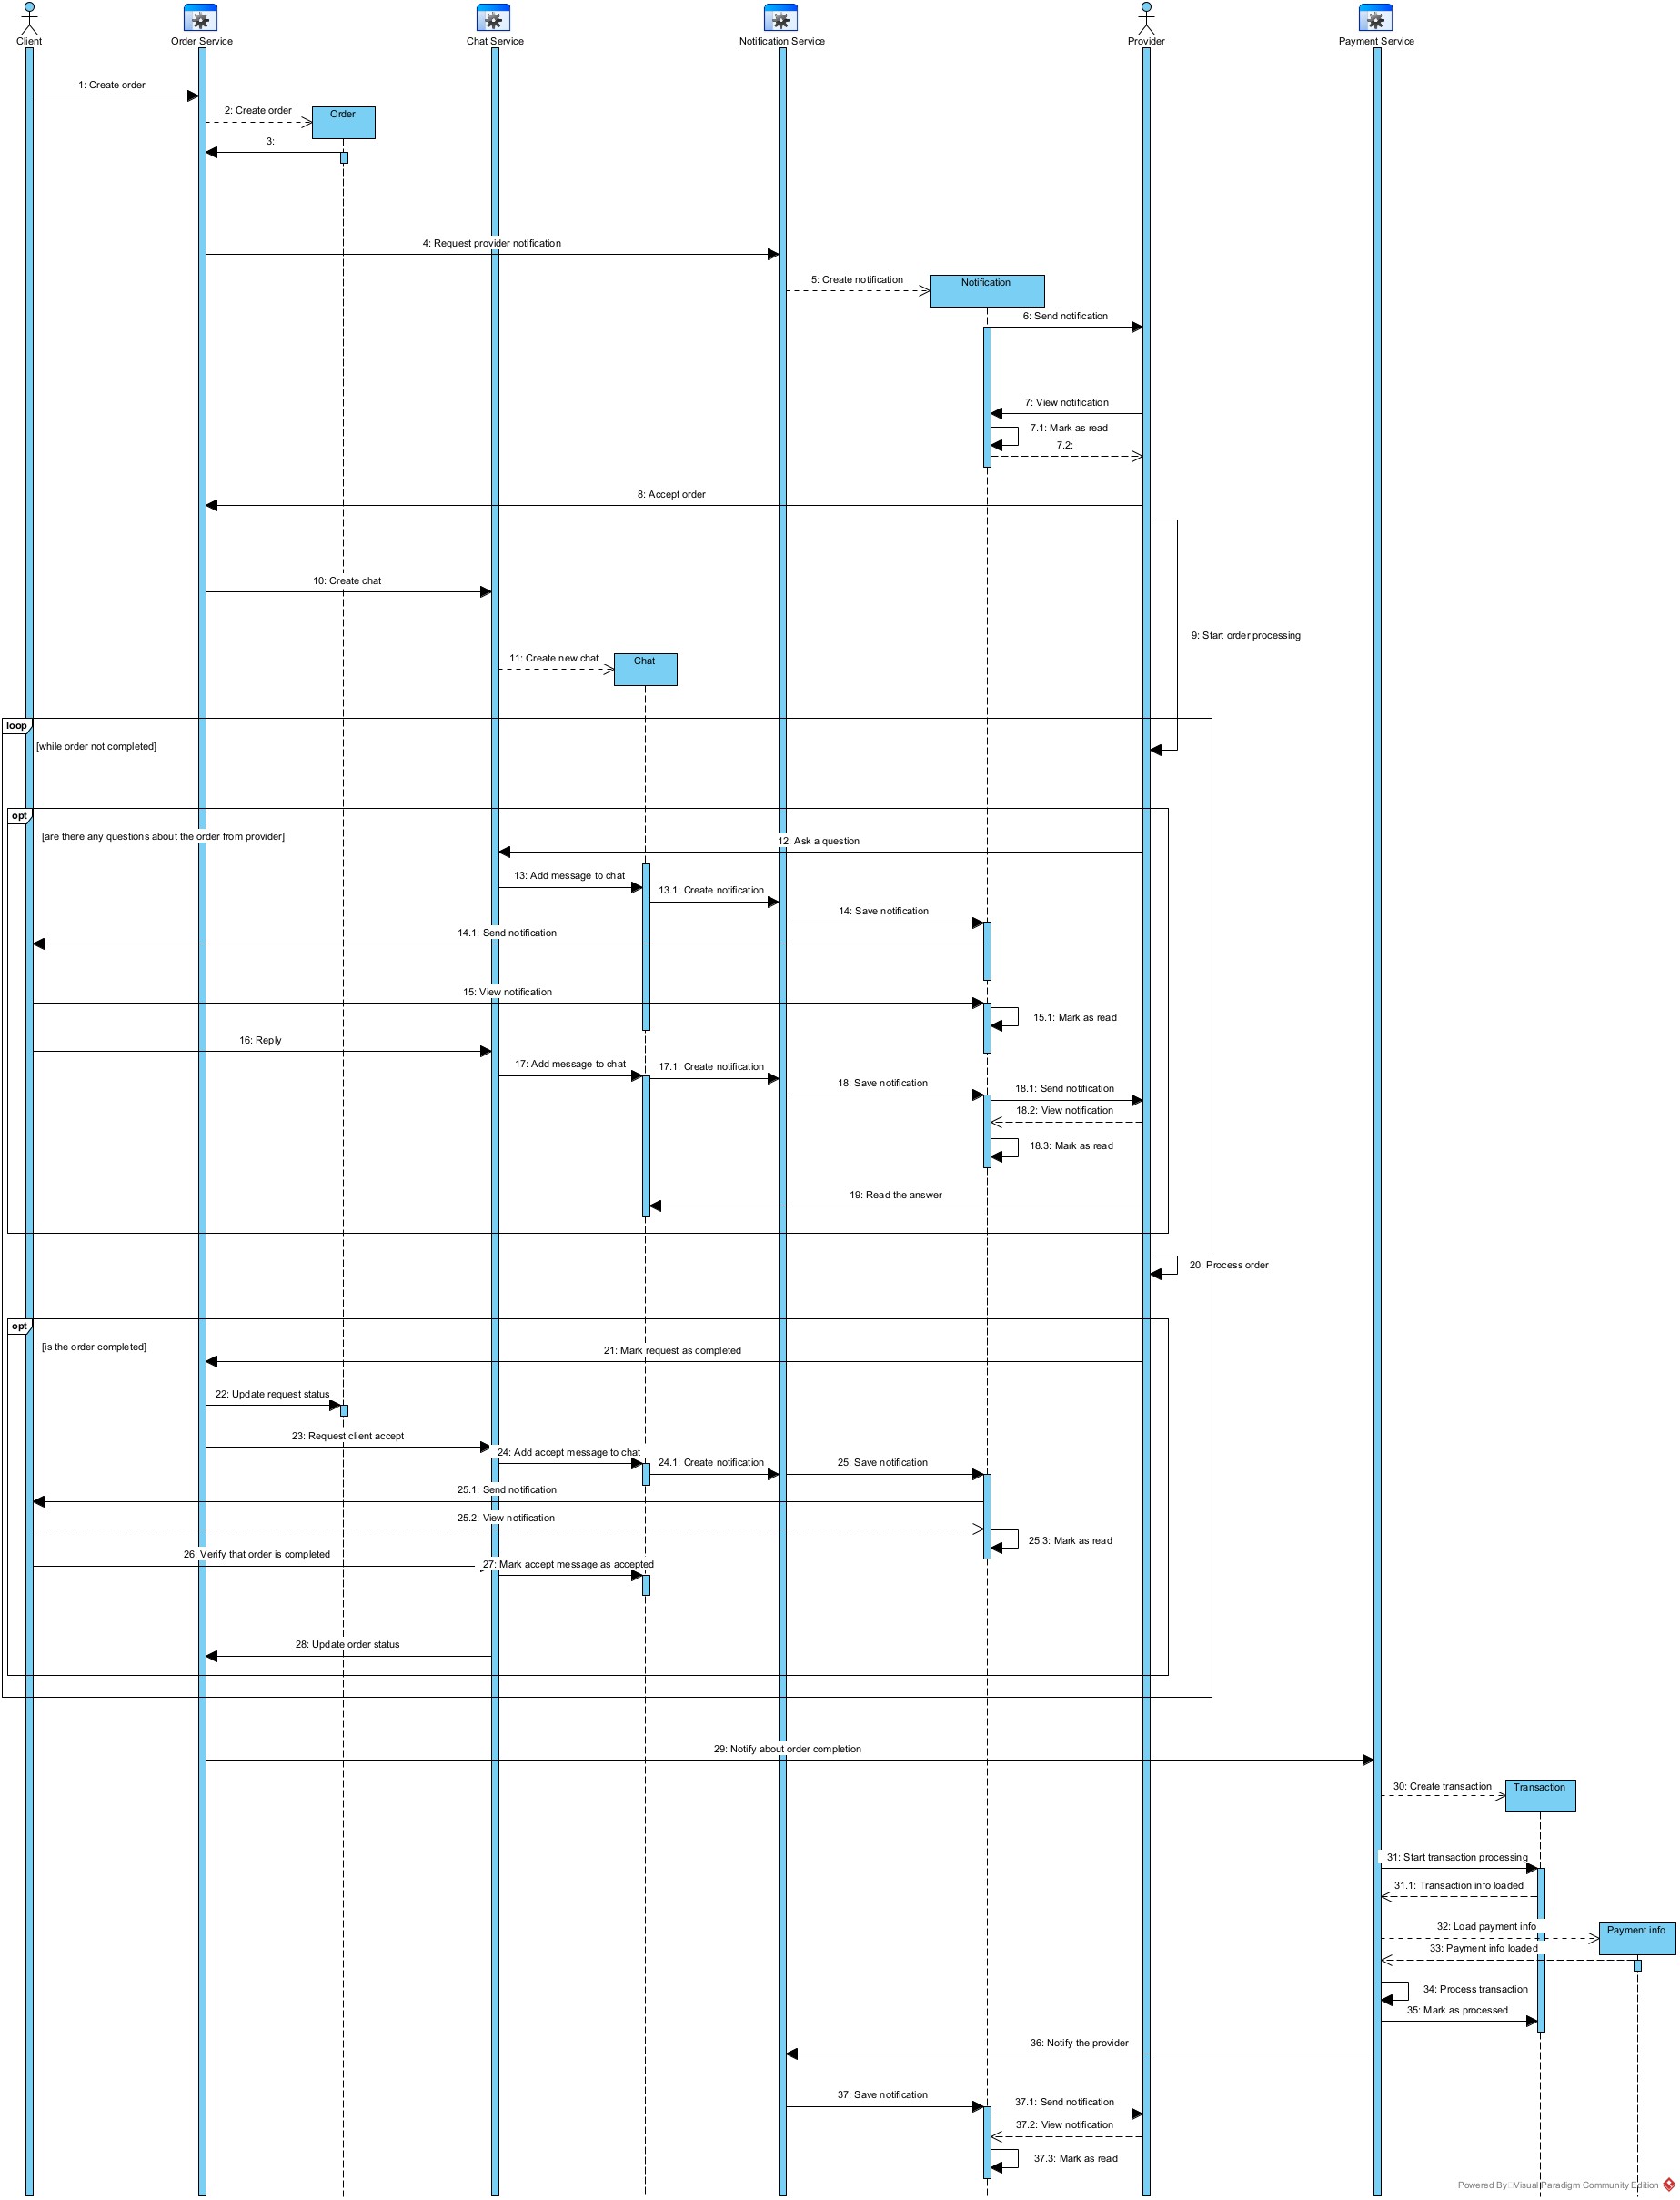 Client
Order Service
Chat Service
Notification Service
Provider
Payment Service
1: Create order
2: Create order
Order
3:
4: Request provider notification
5: Create notification
Notification
6: Send notification
7: View notification
7.1: Mark as read
7.2:
8: Accept order
10: Create chat
9: Start order processing
11: Create new chat
Chat
loop
[while order not completed]
opt
[are there any questions about the order from provider]
12: Ask a question
13: Add message to chat
13.1: Create notification
14: Save notification
14.1: Send notification
15: View notification
15.1: Mark as read
16: Reply
17: Add message to chat
17.1: Create notification
18: Save notification
18.1: Send notification
18.2: View notification
18.3: Mark as read
19: Read the answer
20: Process order
opt
[is the order completed]
21: Mark request as completed
22: Update request status
23: Request client accept
24: Add accept message to chat
24.1: Create notification
25: Save notification
25.1: Send notification
25.2: View notification
25.3: Mark as read
26: Verify that order is completed
27: Mark accept message as accepted
28: Update order status
29: Notify about order completion
30: Create transaction
Transaction
31: Start transaction processing
31.1: Transaction info loaded
32: Load payment info
Payment info
33: Payment info loaded
34: Process transaction
35: Mark as processed
36: Notify the provider
37: Save notification
37.1: Send notification
37.2: View notification
37.3: Mark as read
Powered By Visual Paradigm Community Edition